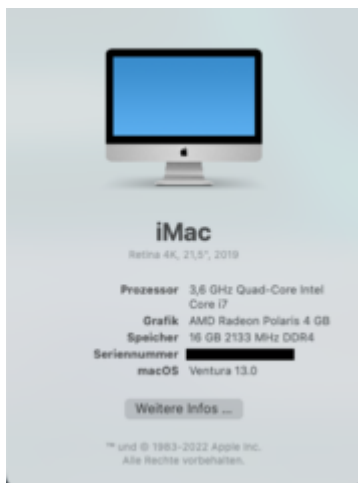 iMac
Retina 4K, 21,5", 2019
Prozessor 3,6 GHz Quad-Core Intel
Core i7
Grafik AMD Radeon Polaris 4 GB
Speicher 16 GB 2133 MHz DDR4
Seriennummer
macOS Ventura 13.0
Weitere Infos ...
™ und © 1983-2022 Apple Inc.
Alle Rechte vorbehalten.